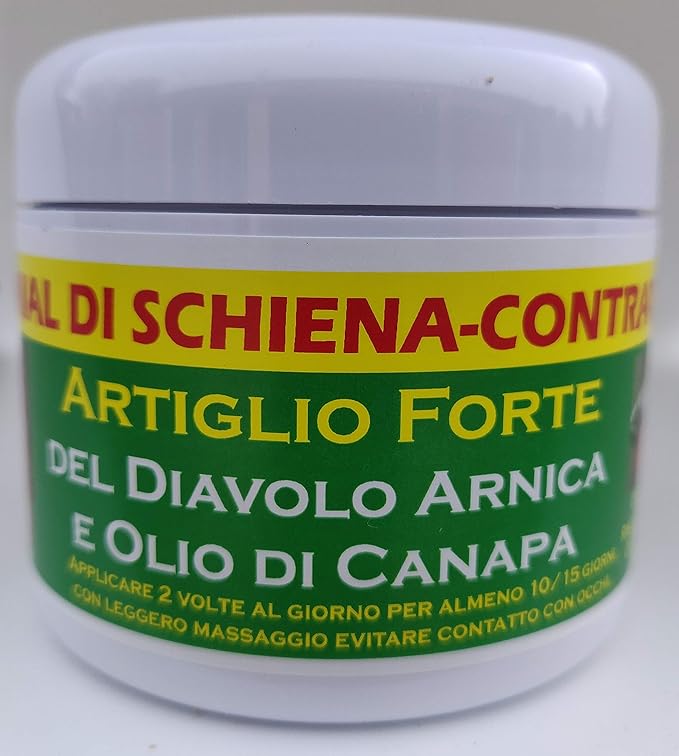 MAL DI SCHIENA-CONTRA
ARTIGLIO FORTE
DEL DIAVOLO ARNICA
E OLIO DI CANAPA
APPLICARE 2 VOLTE AL GIORNO PER ALMENO 10/15 GIORNI,
CON LEGGERO MASSAGGIO EVITARE CONTATTO CON OCCHI.